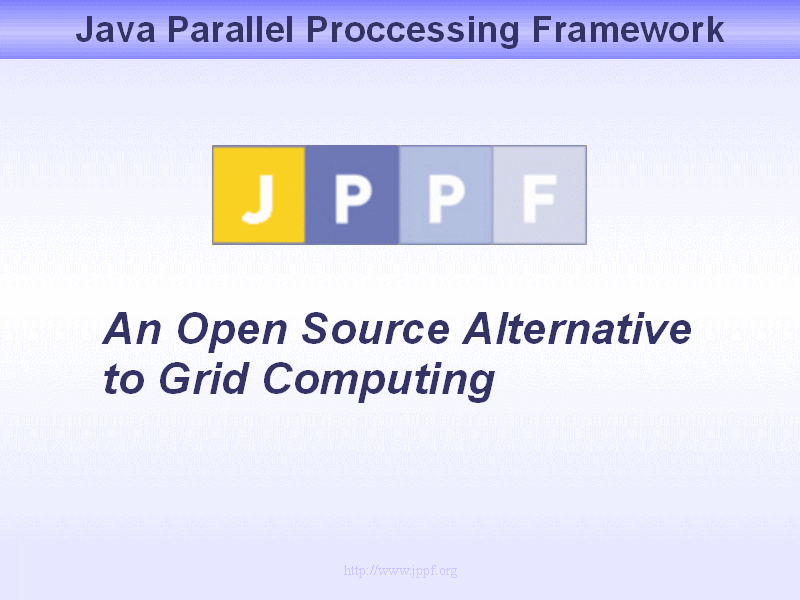 Java Parallel Proccessing Framework
J P P F
An Open Source Alternative
to Grid Computing
http://www.jppf.org